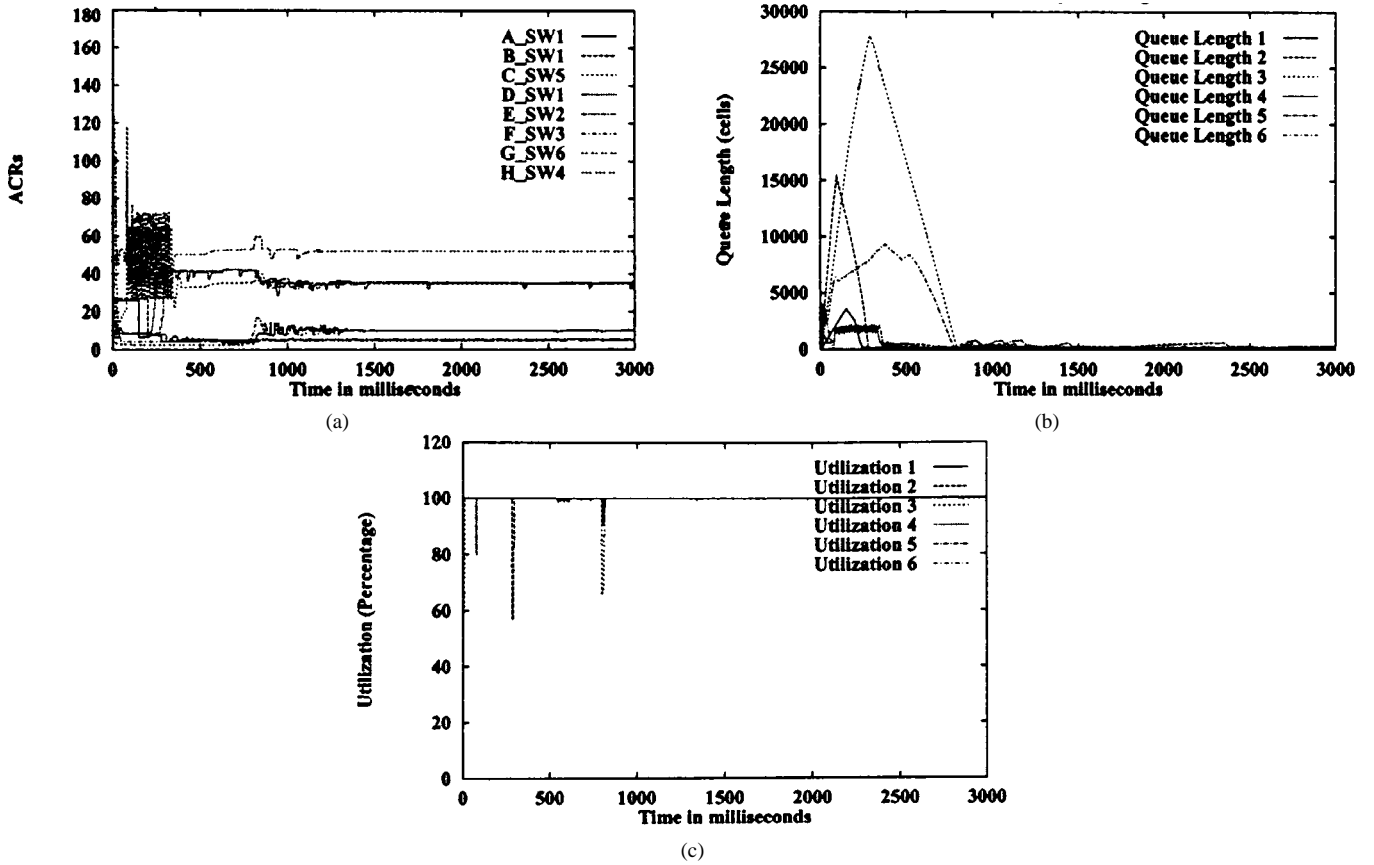 180
160
140
120
100
80
60
40
20
0
ACRs
A_SW1
B_SW1
C_SW5
D_SW1
E_SW2
F_SW3
G_SW6
H_SW4
0 500 1000 1500 2000 2500 3000
Time in milliseconds
(a)
30000
25000
20000
15000
10000
5000
0
Queue Length (cells)
Queue Length 1
Queue Length 2
Queue Length 3
Queue Length 4
Queue Length 5
Queue Length 6
0 500 1000 1500 2000 2500 3000
Time in milliseconds
(b)
120
100
80
60
40
20
0
Utilization (Percentage)
Utilization 1
Utilization 2
Utilization 3
Utilization 4
Utilization 5
Utilization 6
0 500 1000 1500 2000 2500 3000
Time in milliseconds
(c)